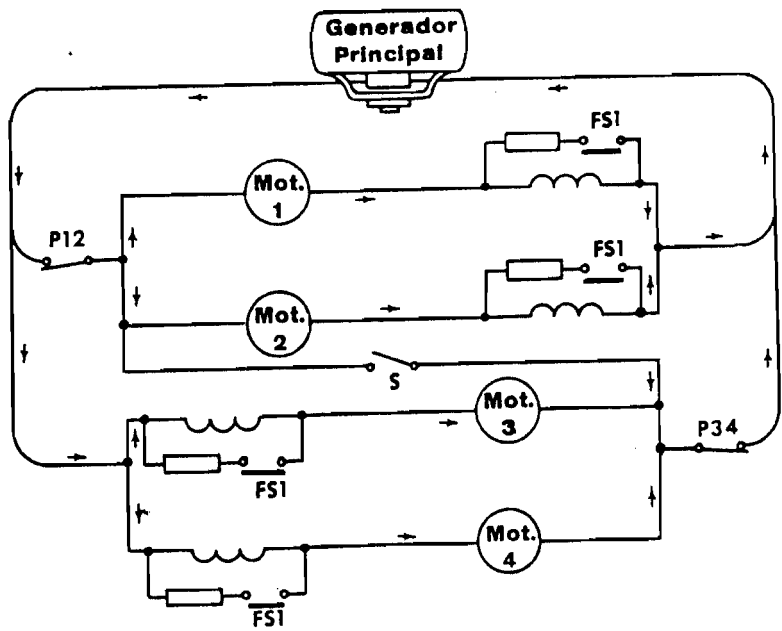 Generador
Principal
FS1
Mot.
1
P12
FS1
Mot.
2
S
Mot.
3
P34
FS1
Mot.
4
FS1